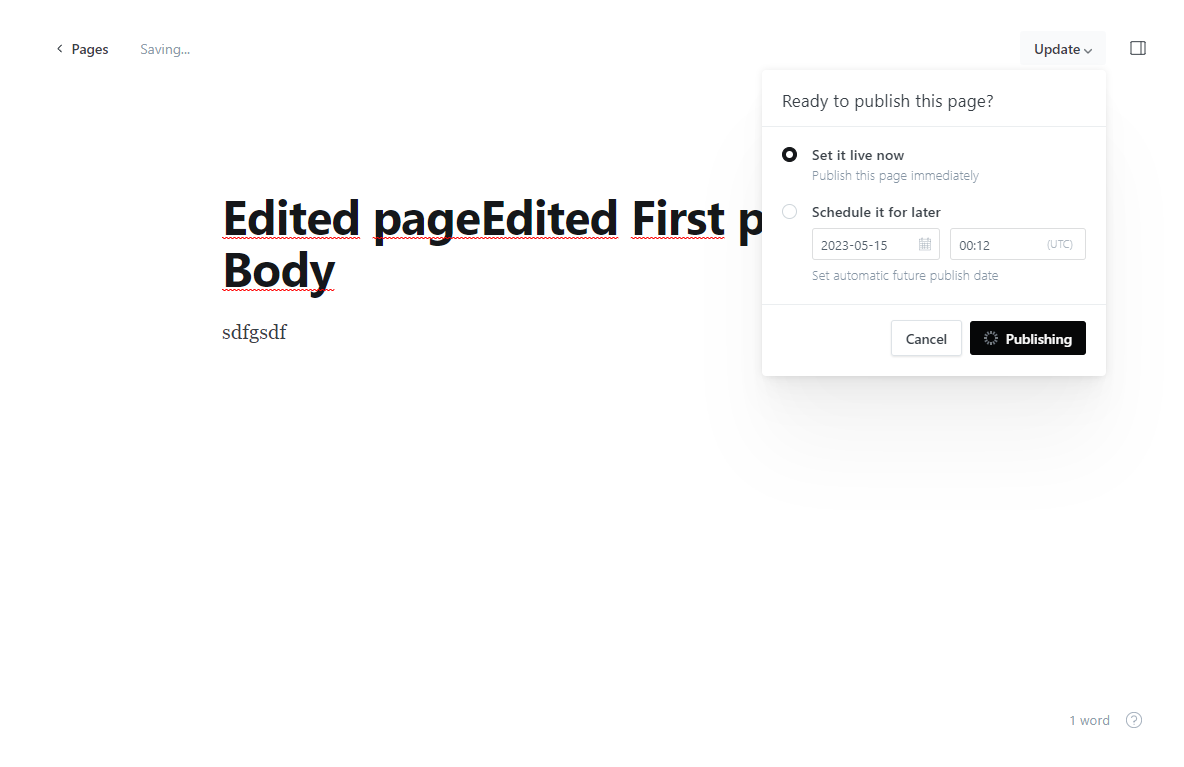 Pages
Saving...
Update
Ready to publish this page?
Set it live now
Publish this page immediately
Schedule it for later
2023-05-15
00:12
(UTC)
Set automatic future publish date
Cancel
Publishing
Edited pageEdited First
Body
sdfgsdf
1 word
?